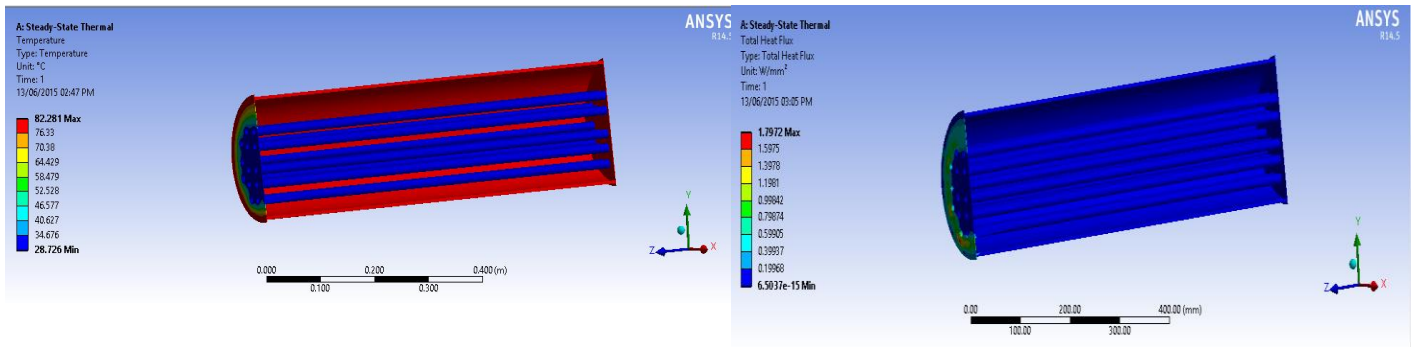 A: Steady-State Thermal
Temperature
Type: Temperature
Unit: °C
Time: 1
13/06/2015 02:47 PM
82.281 Max
76.33
70.38
64.429
58.479
52.528
46.577
40.627
34.676
28.726 Min
ANSYS
R14.5
Y
Z
X
0.000 0.200 0.400 (m)
0.100 0.300
A: Steady-State Thermal
Total Heat Flux
Type: Total Heat Flux
Unit: W/mm²
Time: 1
13/06/2015 03:05 PM
1.7972 Max
1.5975
1.3978
1.1981
0.99842
0.79874
0.59905
0.39937
0.19968
6.5037e-15 Min
ANSYS
R14.5
Y
Z
X
0.00 200.00 400.00 (mm)
100.00 300.00